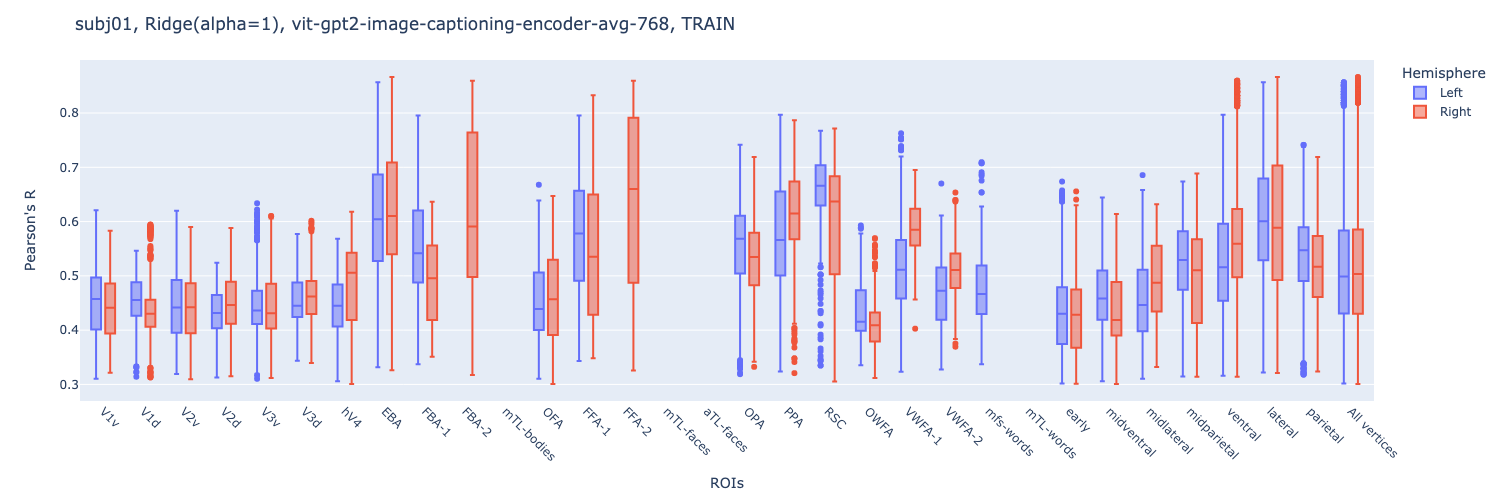 subj01, Ridge(alpha=1), vit-gpt2-image-captioning-encoder-avg-768, TRAIN
Hemisphere
Left
Right
Pearson's R
0.8
0.7
0.6
0.5
0.4
0.3
V1v
V1d
V2v
V2d
V3v
V3d
hV4
EBA
FBA-1
FBA-2
mTL-bodies
OFA
FFA-1
FFA-2
mTL-faces
aTL-faces
OPA
PPA
RSC
OWFA
VWFA-1
VWFA-2
mfs-words
mTL-words
early
midventral
midlateral
midparietal
ventral
lateral
parietal
All vertices
ROIs